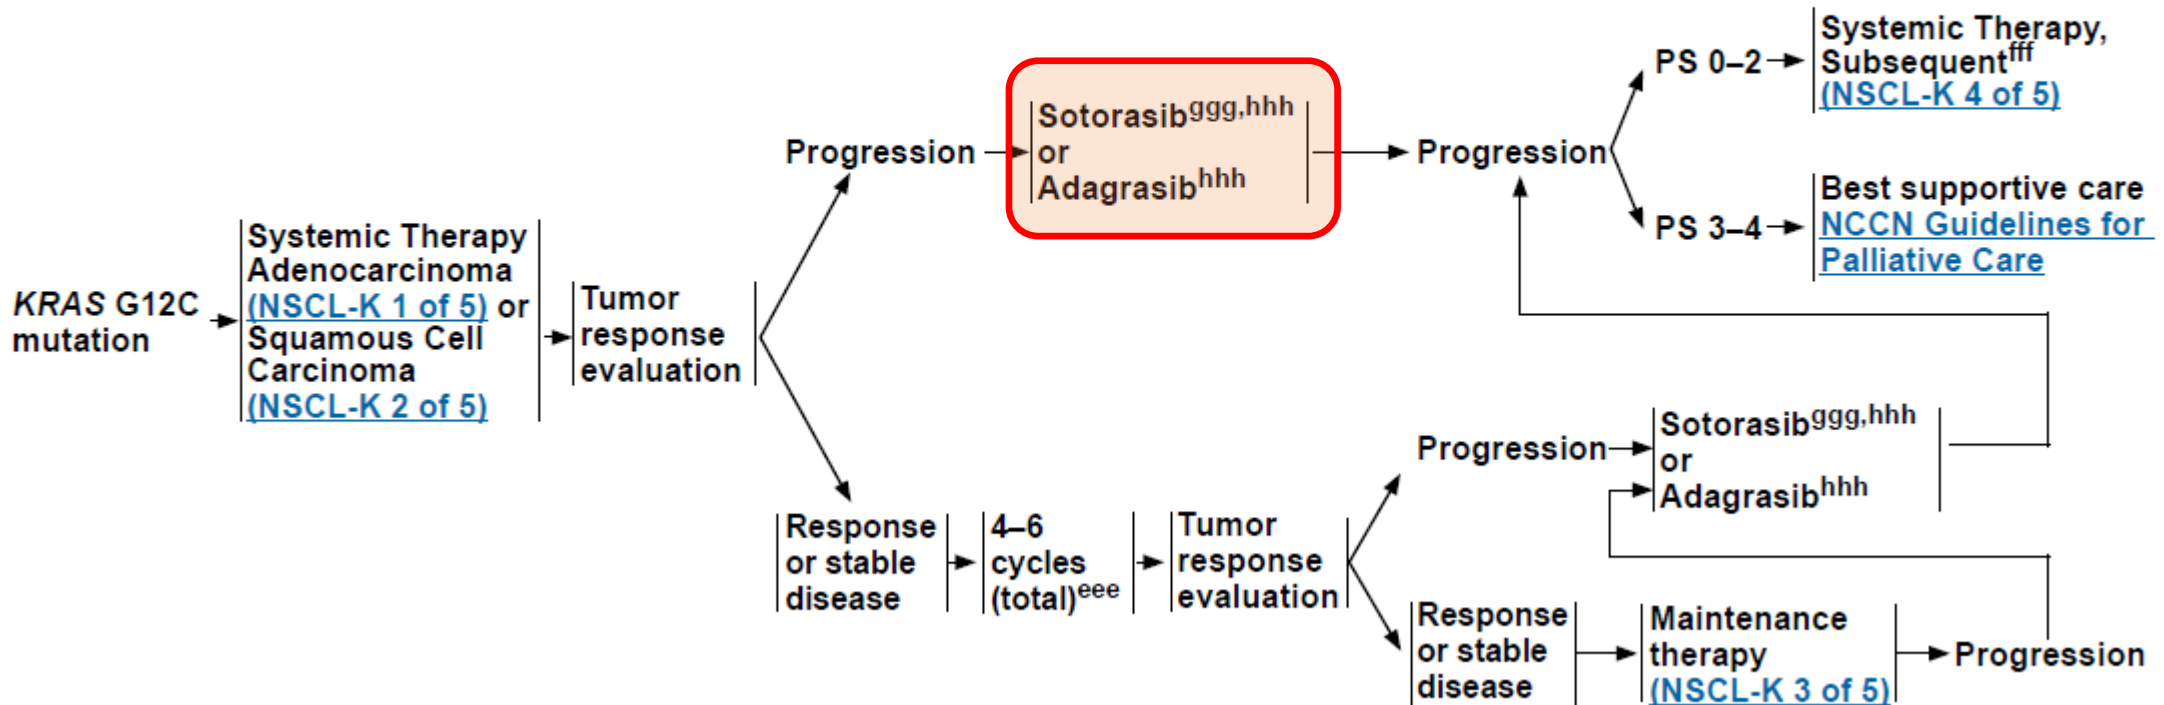 KRAS G12C
mutation
Systemic Therapy
Adenocarcinoma
(NSCL-K 1 of 5) or
Squamous Cell
Carcinoma
(NSCL-K 2 of 5)
Tumor
response
evaluation
Progression
Sotorasibggg,hhh
or
Adagrasibhhh
Progression
PS 0–2
Systemic Therapy,
Subsequentfff
(NSCL-K 4 of 5)
PS 3–4
Best supportive care
NCCN Guidelines for
Palliative Care
Response
or stable
disease
4–6
cycles
(total)eee
Tumor
response
evaluation
Progression
Sotorasibggg,hhh
or
Adagrasibhhh
Response
or stable
disease
Maintenance
therapy
(NSCL-K 3 of 5)
Progression